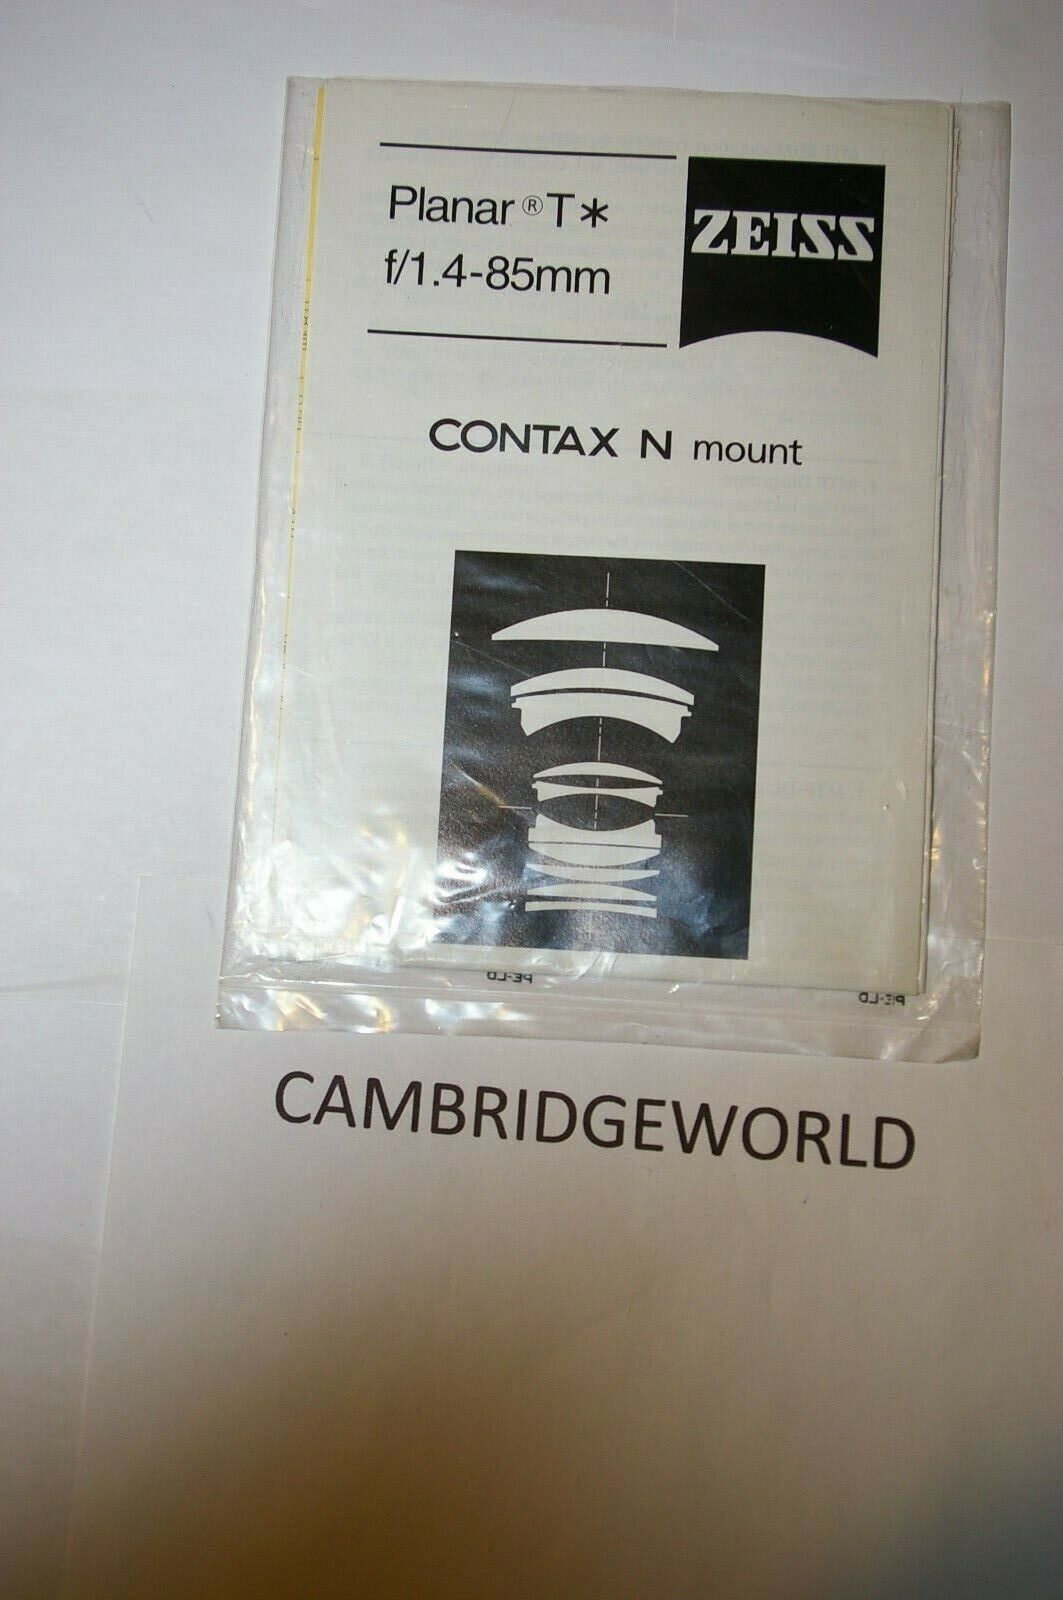 Planar ® T*
f/1.4-85mm
ZEISS
CONTAX N mount
PE-LD
PE-LD
CAMBRIDGEWORLD